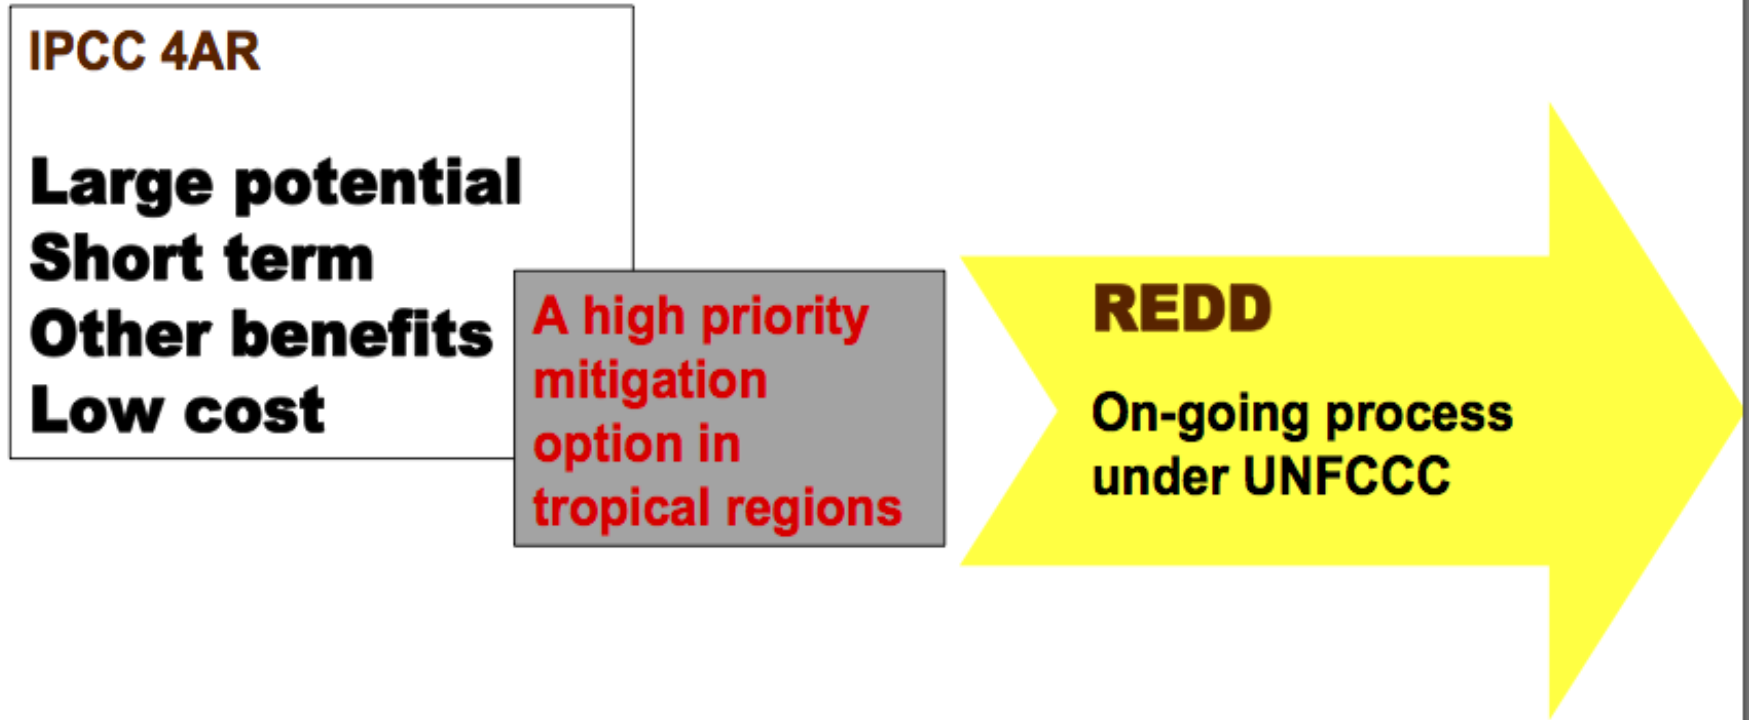 IPCC 4AR
Large potential
Short term
Other benefits
Low cost
A high priority
mitigation
option in
tropical regions
REDD
On-going process
under UNFCCC